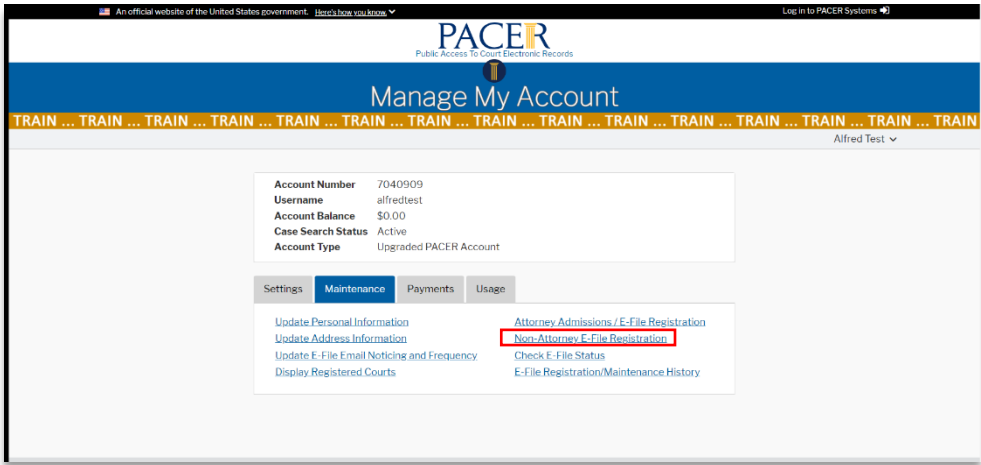 An official website of the United States government. Here's how you know.
Log in to PACER Systems
PACER
Public Access To Court Electronic Records
Manage My Account
TRAIN ... TRAIN ... TRAIN ... TRAIN ... TRAIN ... TRAIN ... TRAIN ... TRAIN ... TRAIN ... TRAIN ... TRAIN ... TRAIN ... TRAIN ... TRAIN ... TRAIN
Alfred Test
Account Number 7040909
Username alfredtest
Account Balance $0.00
Case Search Status Active
Account Type Upgraded PACER Account
Settings Maintenance Payments Usage
Update Personal Information
Update Address Information
Update E-File Email Noticing and Frequency
Display Registered Courts
Attorney Admissions / E-File Registration
Non-Attorney E-File Registration
Check E-File Status
E-File Registration/Maintenance History